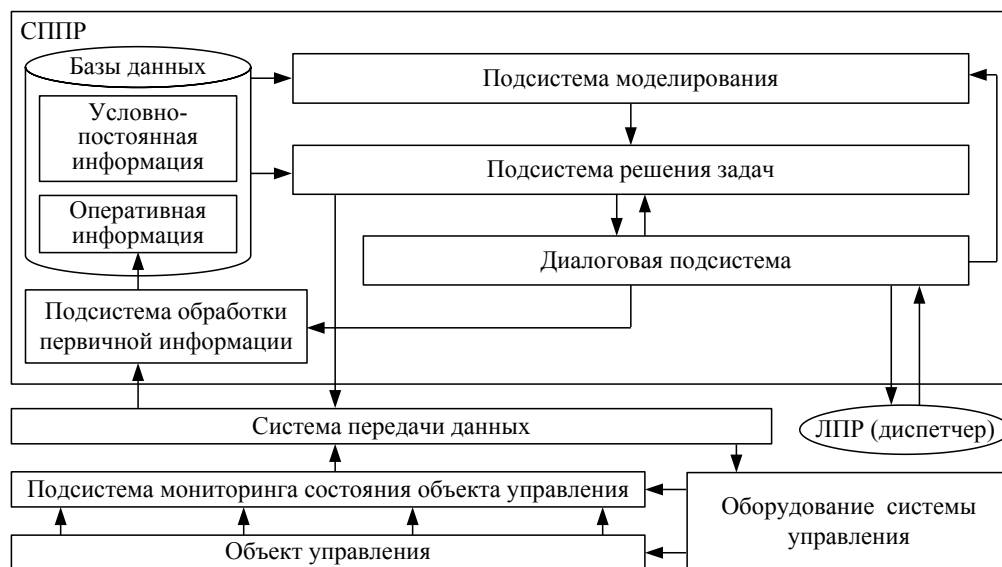 СППР
Базы данных
Подсистема моделирования
Условно-
постоянная
информация
Подсистема решения задач
Оперативная
информация
Диалоговая подсистема
Подсистема обработки
первичной информации
Система передачи данных
ЛПР (диспетчер)
Подсистема мониторинга состояния объекта управления
Оборудование системы
управления
Объект управления